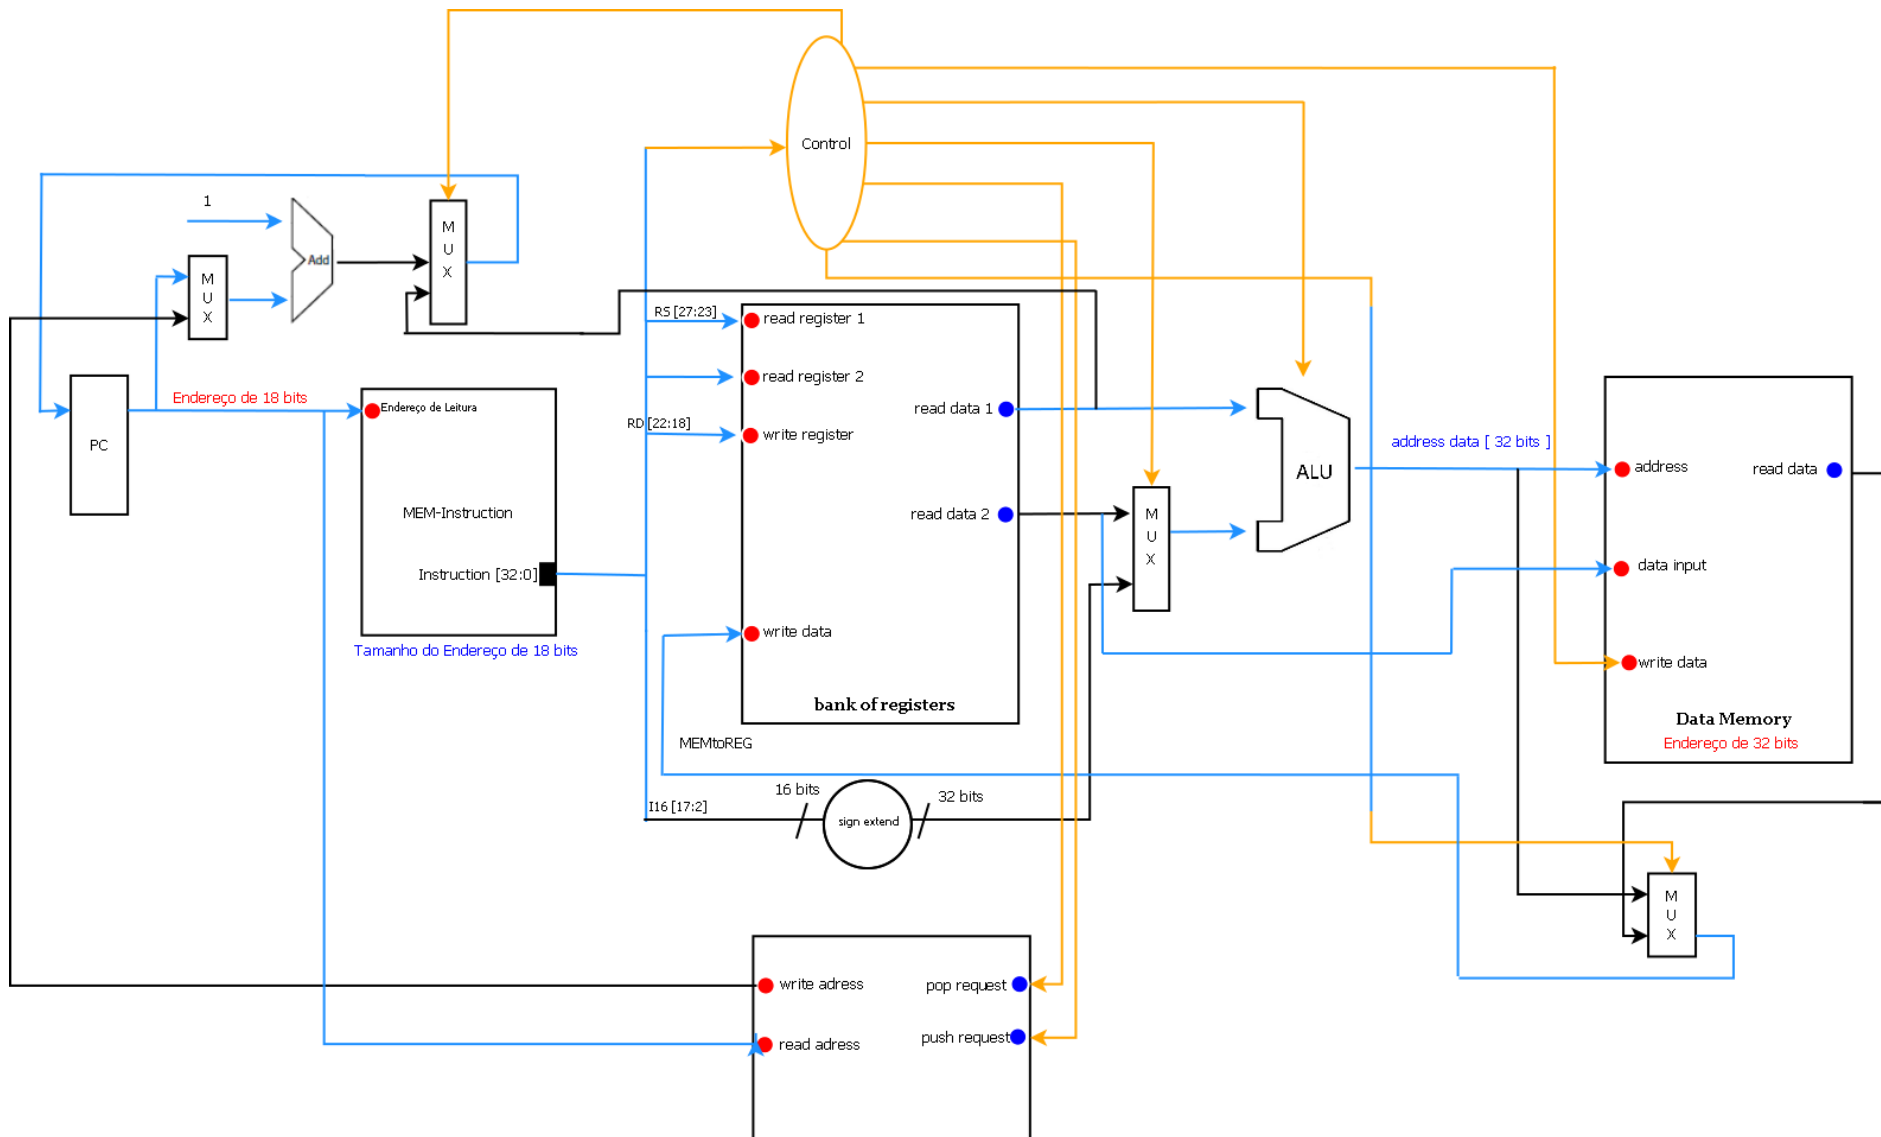 Control
1
M
U
X
Add
M
U
X
RS [27:23]
read register 1
read register 2
Endereço de 18 bits
Endereço de Leitura
read data 1
RD [22:18]
write register
PC
address data [ 32 bits ]
ALU
address
read data
MEM-Instruction
read data 2
M
U
X
data input
Instruction [32:0]
write data
Tamanho do Endereço de 18 bits
write data
bank of registers
Data Memory
Endereço de 32 bits
MEMtoREG
16 bits
32 bits
I16 [17:2]
sign extend
M
U
X
write adress
pop request
push request
read adress